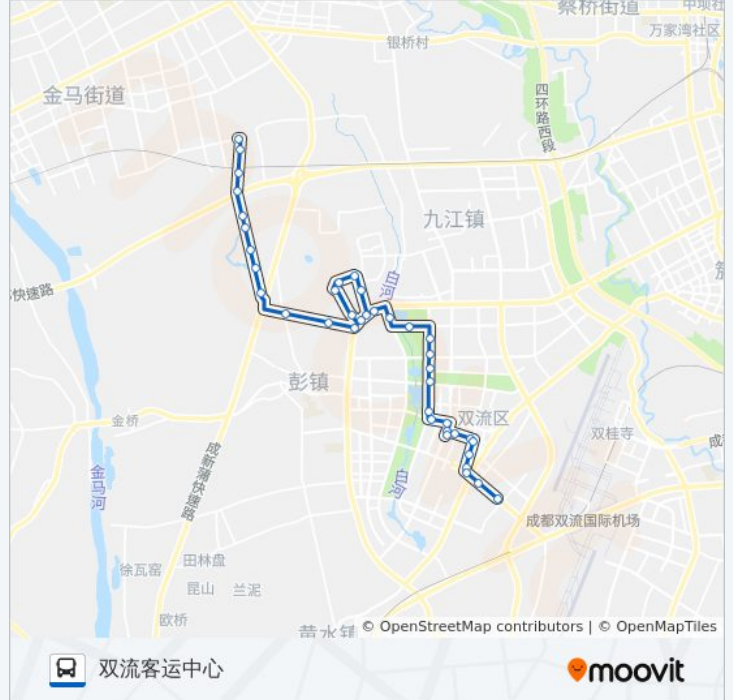 蔡桥街道
中坝社
万家湾社区
银桥村
金马街道
四环路西段
九江镇
白河
快速路
彭镇
双流区
金桥
双桂寺
成新蒲快速路
金马河
白河
成都双流国际机场
田林盘
徐瓦窑
昆山
兰泥
欧桥
黄水镇
© OpenStreetMap contributors | © OpenMapTiles
双流客运中心
moovit